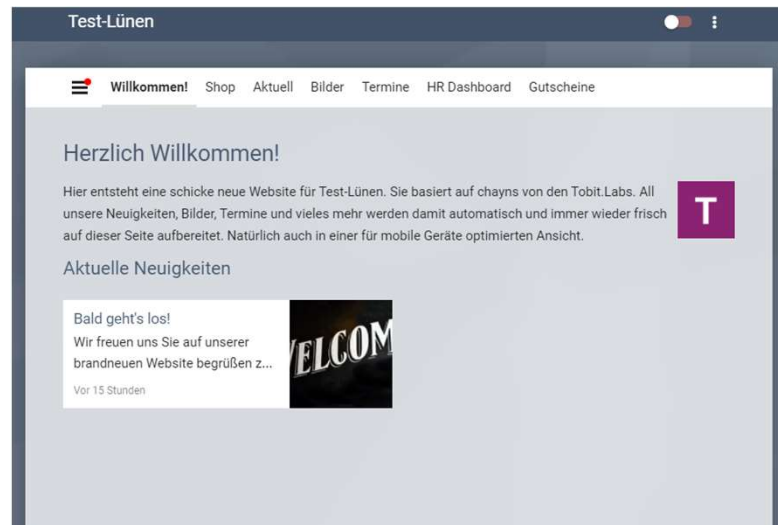 Test-Lünen
Willkommen! Shop Aktuell Bilder Termine HR Dashboard Gutscheine
Herzlich Willkommen!
Hier entsteht eine schicke neue Website für Test-Lünen. Sie basiert auf chayns von den Tobit.Labs. All
unsere Neuigkeiten, Bilder, Termine und vieles mehr werden damit automatisch und immer wieder frisch
auf dieser Seite aufbereitet. Natürlich auch in einer für mobile Geräte optimierten Ansicht.
T
Aktuelle Neuigkeiten
Bald geht's los!
Wir freuen uns Sie auf unserer
brandneuen Website begrüßen z...
Vor 15 Stunden
ELCOM